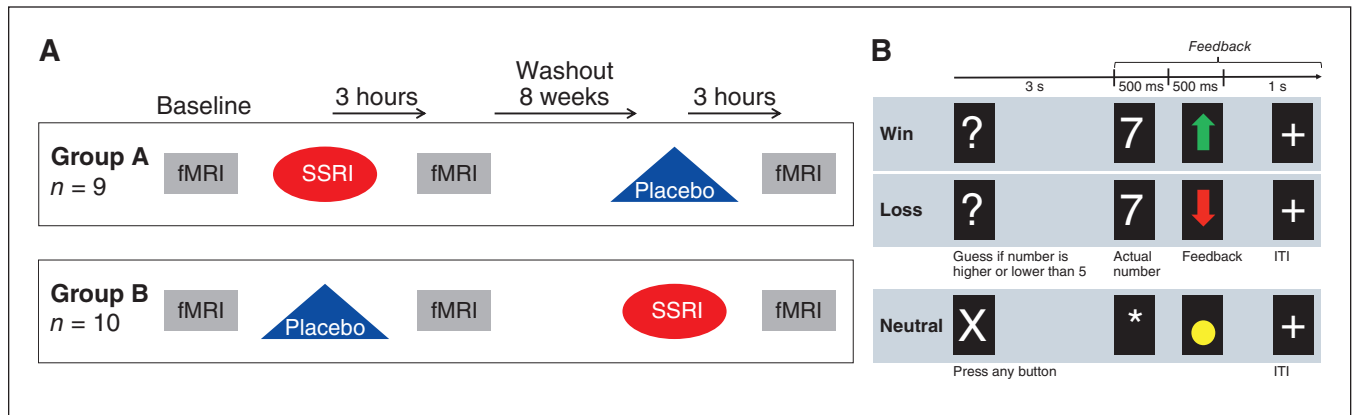 A
Baseline
3 hours
Washout
8 weeks
3 hours
Group A
n = 9
fMRI
SSRI
fMRI
Placebo
fMRI
Group B
n = 10
fMRI
Placebo
fMRI
SSRI
fMRI
B
Feedback
3 s
500 ms
500 ms
1 s
Win
?
7
+
Loss
?
7
+
Guess if number is
higher or lower than 5
Actual
number
Feedback
ITI
Neutral
X
*
+
Press any button
ITI